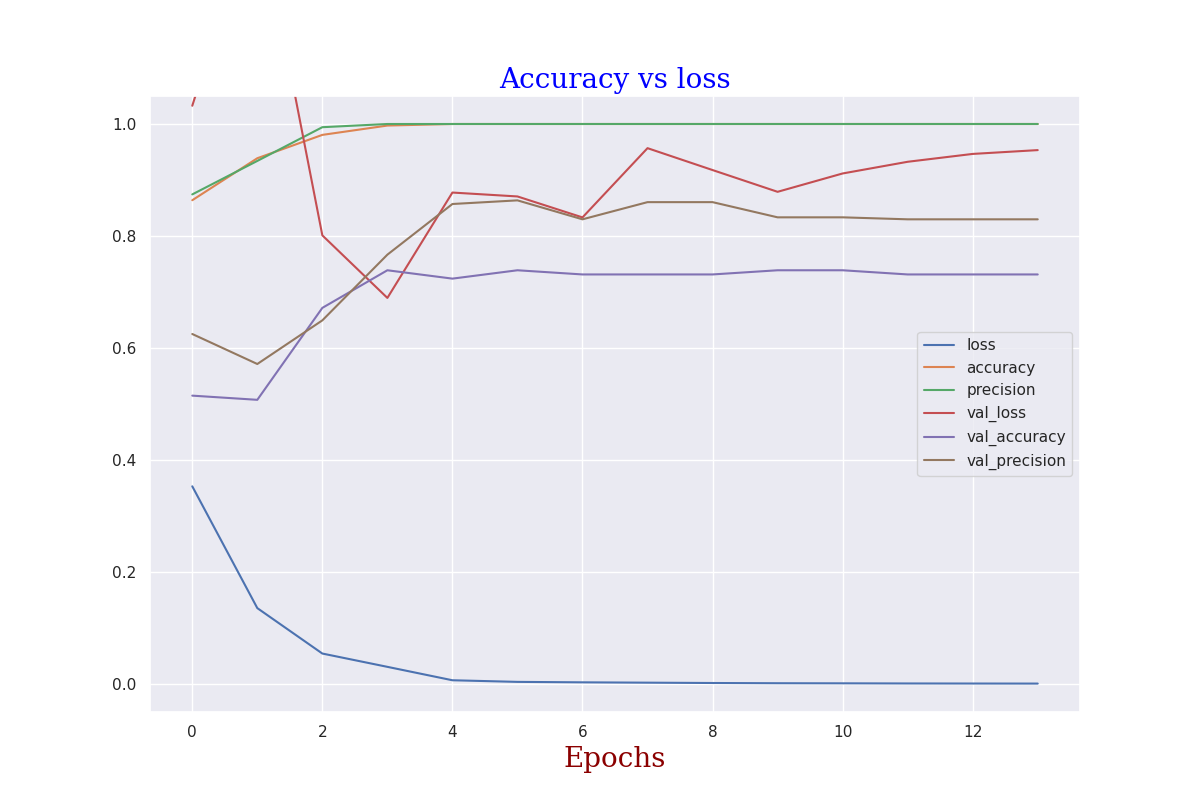 Accuracy vs loss
1.0
0.8
0.6
0.4
0.2
0.0
loss
accuracy
precision
val_loss
val_accuracy
val_precision
0 2 4 6 8 10 12
Epochs